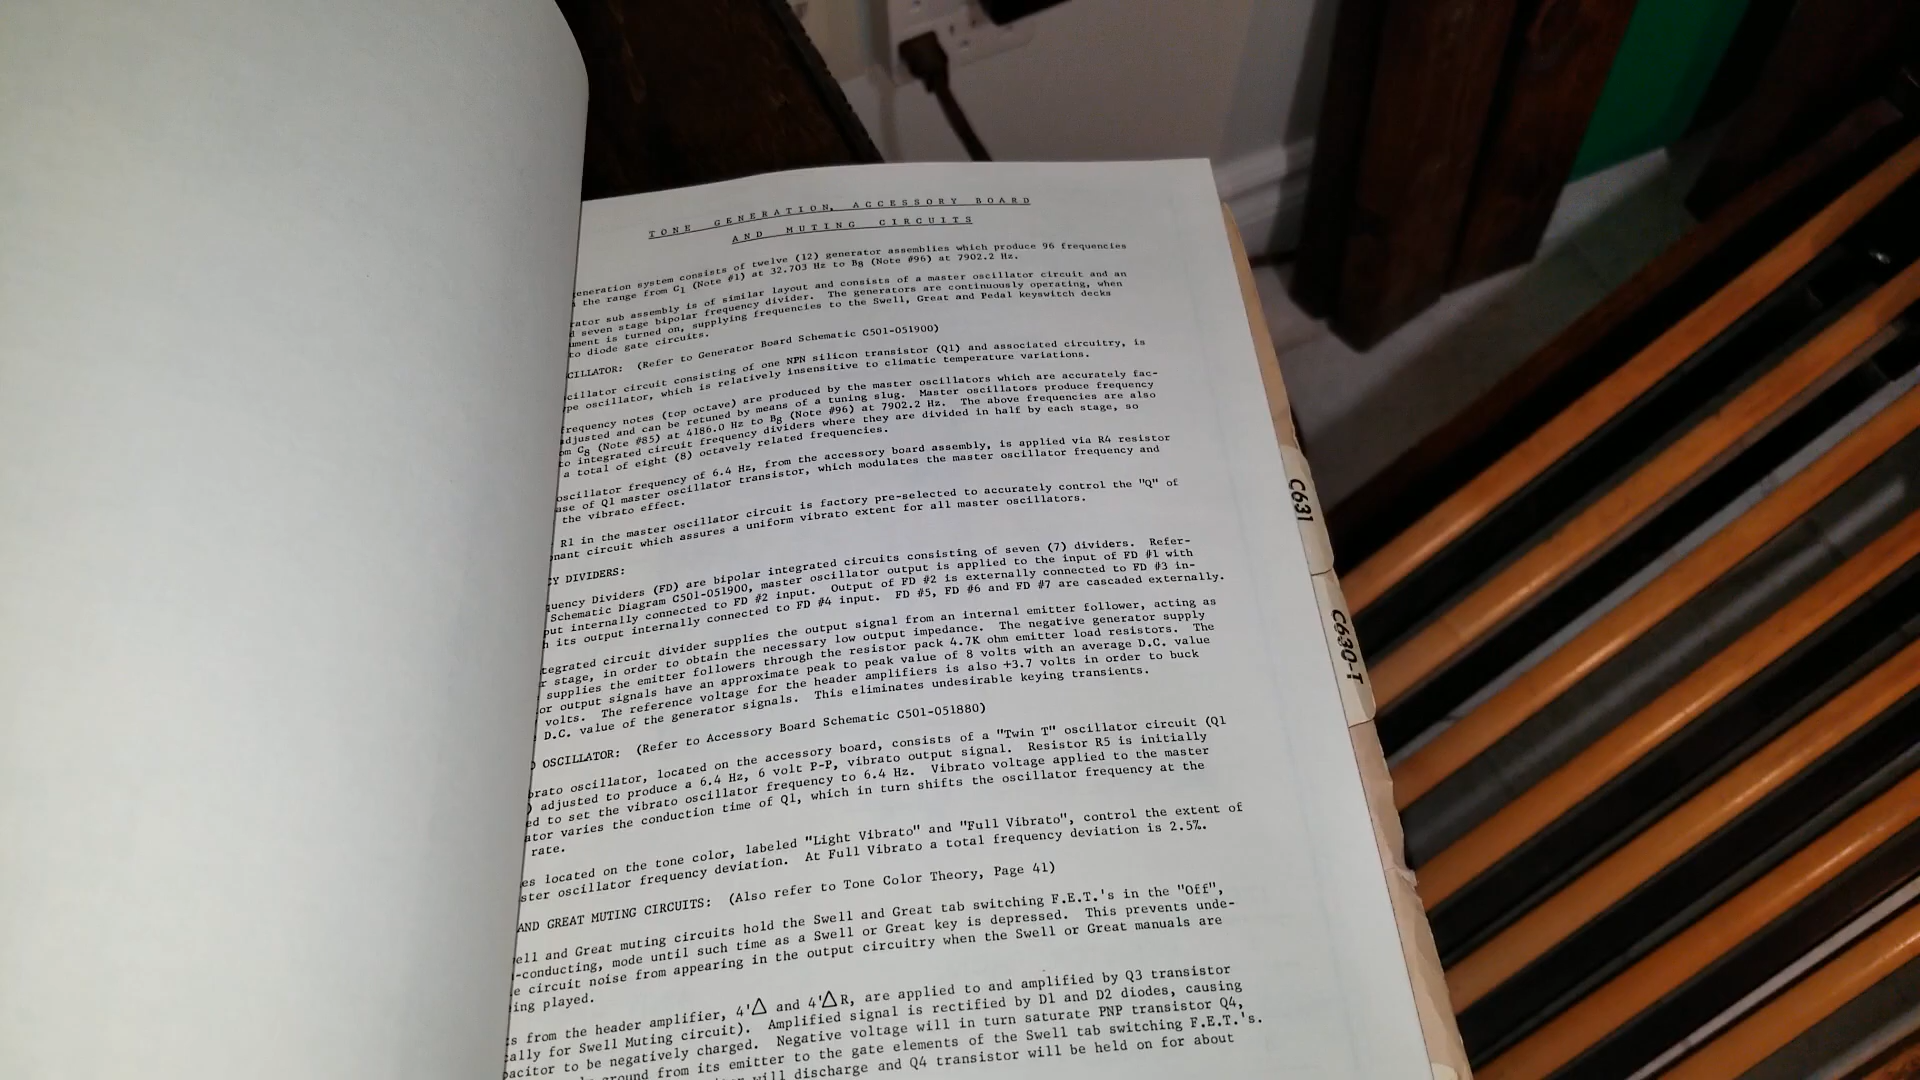 TONE GENERATION, ACCESSORY BOARD
AND MUTING CIRCUITS
eneration system consists of twelve (12) generator assemblies which produce 96 frequencies
the range from C1 (Note #1) at 32.703 Hz to B8 (Note #96) at 7902.2 Hz.
rator sub assembly is of similar layout and consists of a master oscillator circuit and an
d seven stage bipolar frequency divider. The generators are continuously operating, when
ument is turned on, supplying frequencies to the Swell, Great and Pedal keyswitch decks
to diode gate circuits.
CILLATOR: (Refer to Generator Board Schematic C501-051900)
cillator circuit consisting of one NPN silicon transistor (Q1) and associated circuitry, is
pe oscillator, which is relatively insensitive to climatic temperature variations.
requency notes (top octave) are produced by the master oscillators which are accurately fac-
djusted and can be retuned by means of a tuning slug. Master oscillators produce frequency
om C8 (Note #85) at 4186.0 Hz to B8 (Note #96) at 7902.2 Hz. The above frequencies are also
to integrated circuit frequency dividers where they are divided in half by each stage, so
a total of eight (8) octavely related frequencies.
oscillator frequency of 6.4 Hz, from the accessory board assembly, is applied via R4 resistor
ase of Q1 master oscillator transistor, which modulates the master oscillator frequency and
the vibrato effect.
R1 in the master oscillator circuit is factory pre-selected to accurately control the "Q" of
nant circuit which assures a uniform vibrato extent for all master oscillators.
CY DIVIDERS:
uency Dividers (FD) are bipolar integrated circuits consisting of seven (7) dividers. Refer-
Schematic Diagram C501-051900, master oscillator output is applied to the input of FD #1 with
put internally connected to FD #2 input. Output of FD #2 is externally connected to FD #3 in-
h its output internally connected to FD #4 input. FD #5, FD #6 and FD #7 are cascaded externally.
tegrated circuit divider supplies the output signal from an internal emitter follower, acting as
r stage, in order to obtain the necessary low output impedance. The negative generator supply
supplies the emitter followers through the resistor pack 4.7K ohm emitter load resistors. The
or output signals have an approximate peak to peak value of 8 volts with an average D.C. value
volts. The reference voltage for the header amplifiers is also +3.7 volts in order to buck
D.C. value of the generator signals. This eliminates undesirable keying transients.
O OSCILLATOR: (Refer to Accessory Board Schematic C501-051880)
brato oscillator, located on the accessory board, consists of a "Twin T" oscillator circuit (Q1
) adjusted to produce a 6.4 Hz, 6 volt P-P, vibrato output signal. Resistor R5 is initially
ed to set the vibrato oscillator frequency to 6.4 Hz. Vibrato voltage applied to the master
ator varies the conduction time of Q1, which in turn shifts the oscillator frequency at the
rate.
es located on the tone color, labeled "Light Vibrato" and "Full Vibrato", control the extent of
ster oscillator frequency deviation. At Full Vibrato a total frequency deviation is 2.5%.
AND GREAT MUTING CIRCUITS: (Also refer to Tone Color Theory, Page 41)
ell and Great muting circuits hold the Swell and Great tab switching F.E.T.'s in the "Off",
-conducting, mode until such time as a Swell or Great key is depressed. This prevents unde-
e circuit noise from appearing in the output circuitry when the Swell or Great manuals are
ing played.
s from the header amplifier, 4'△ and 4'△R, are applied to and amplified by Q3 transistor
cally for Swell Muting circuit). Amplified signal is rectified by D1 and D2 diodes, causing
pacitor to be negatively charged. Negative voltage will in turn saturate PNP transistor Q4,
ground from its emitter to the gate elements of the Swell tab switching F.E.T.'s.
will discharge and Q4 transistor will be held on for about
C631
C630-T